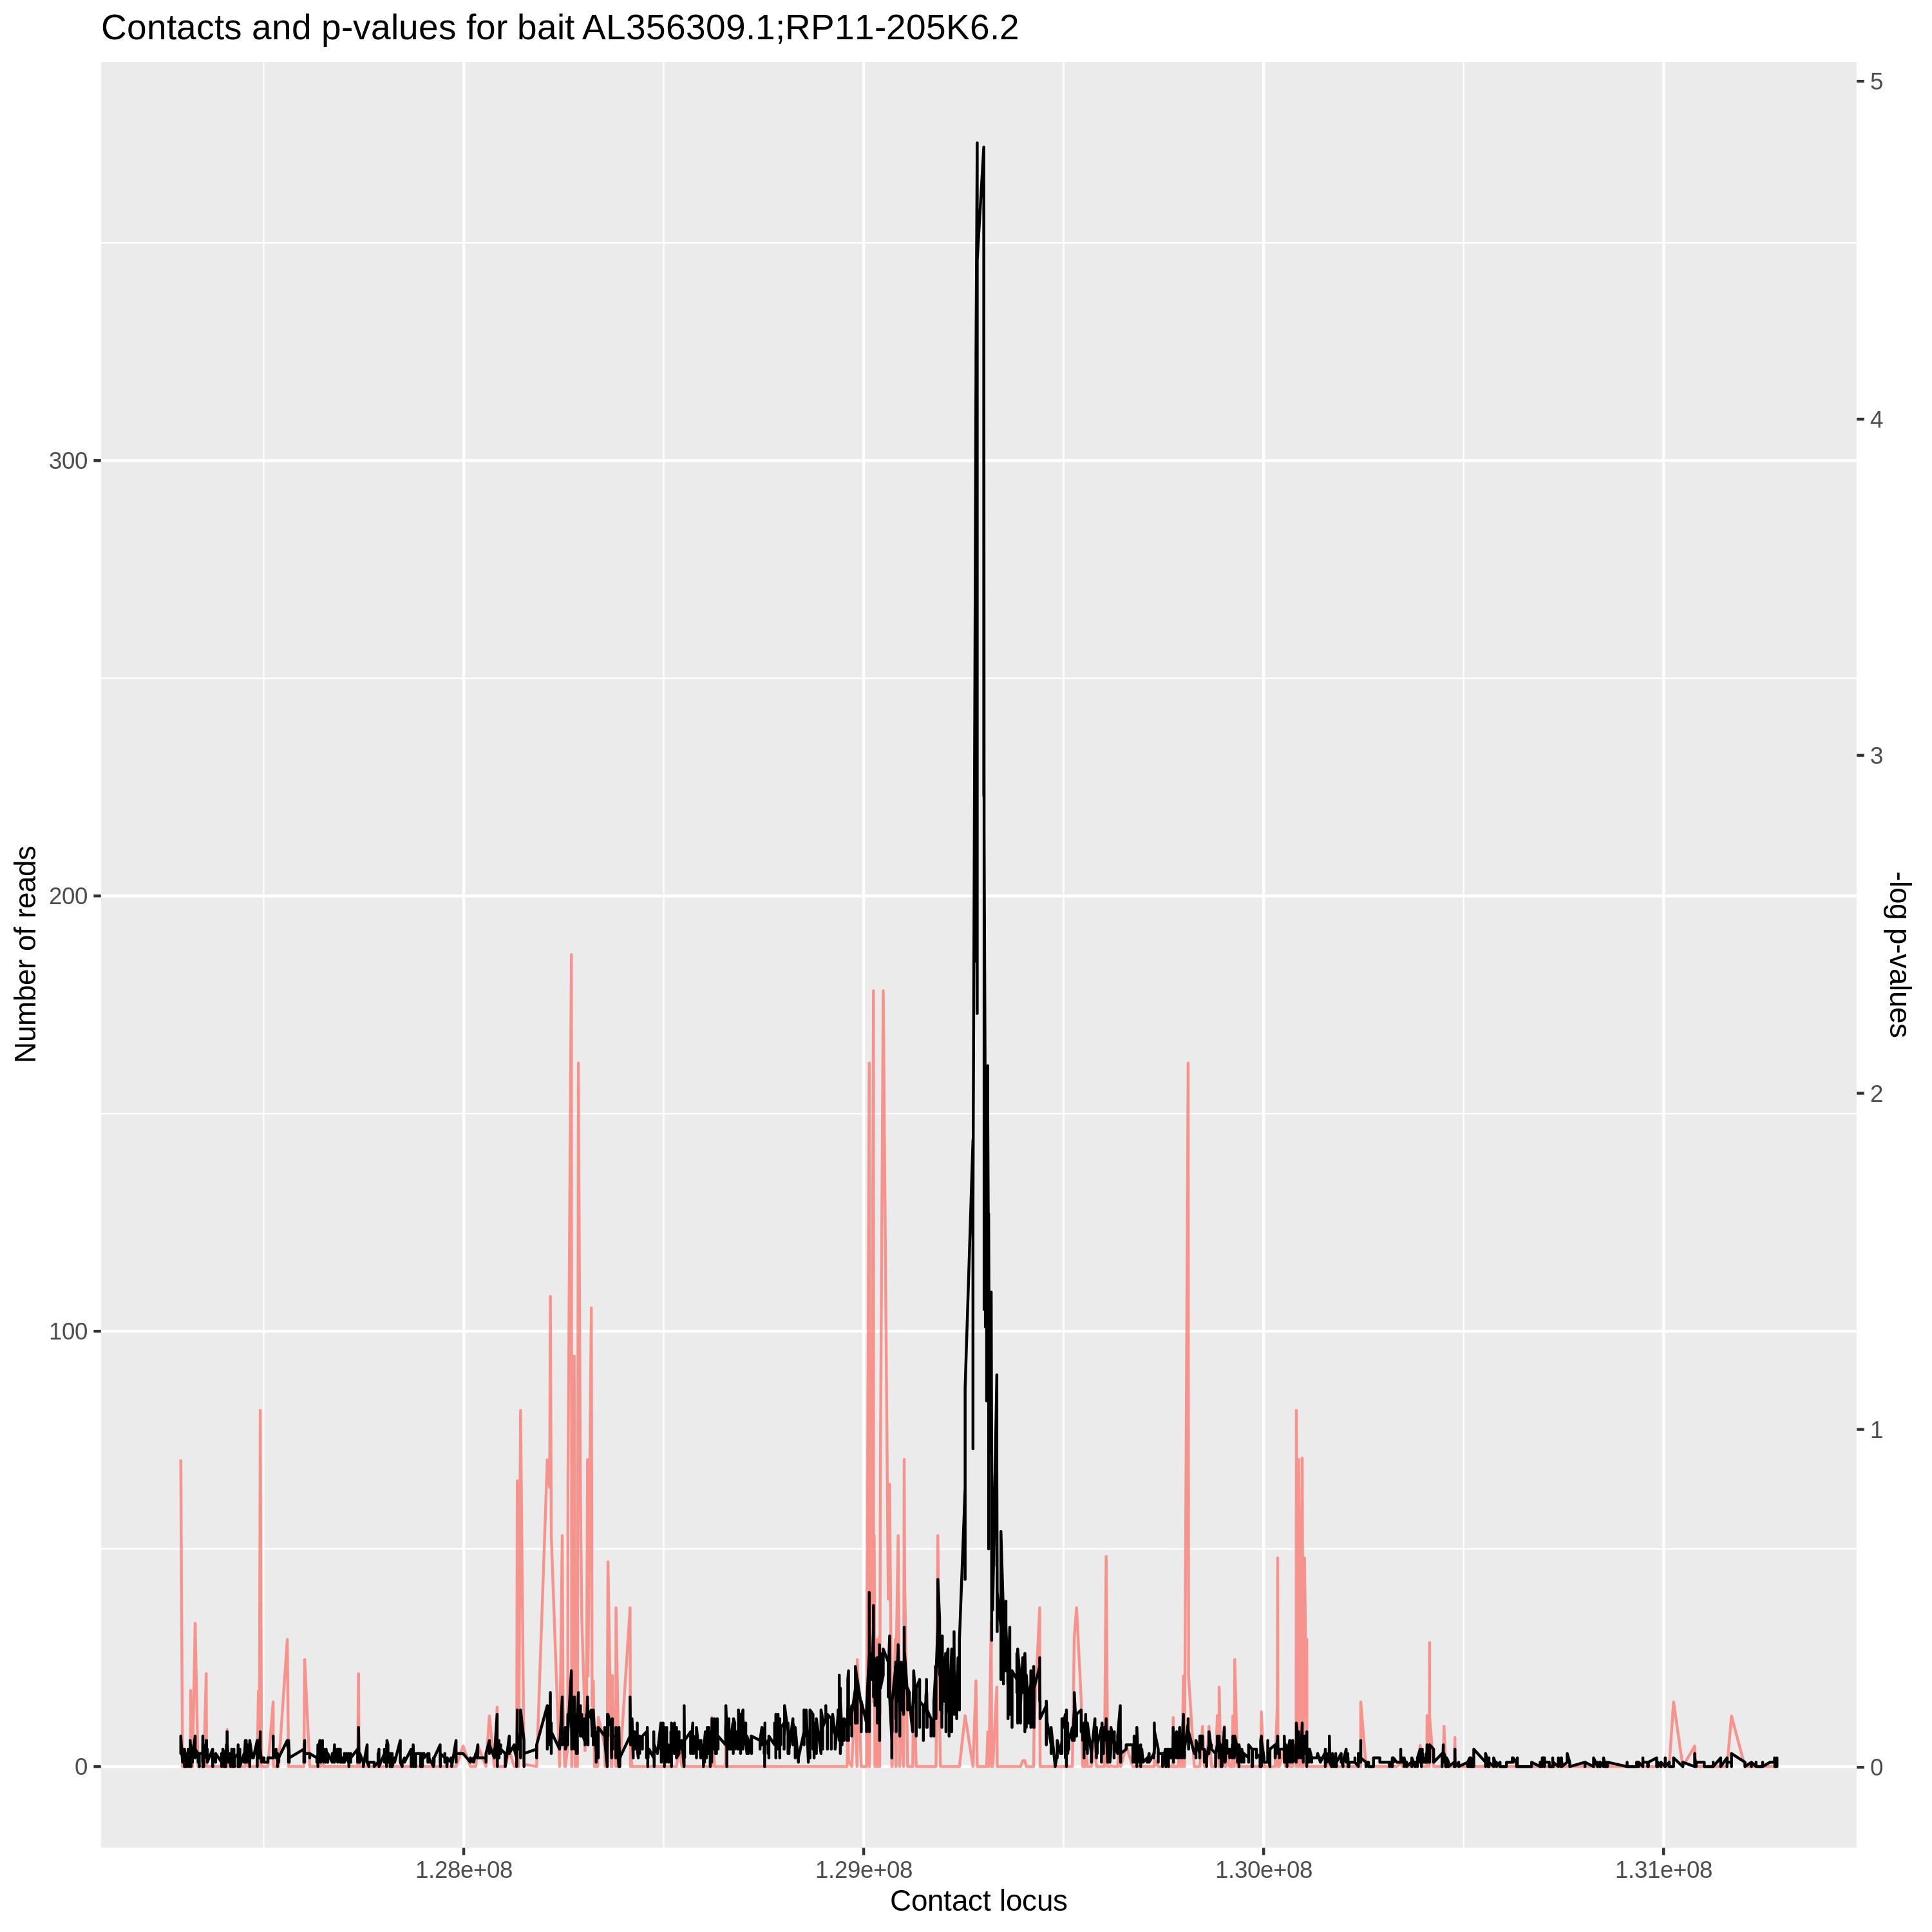 Contacts and p-values for bait AL356309.1;RP11-205K6.2
Number of reads
300
200
100
0
5
4
3
2
1
0
-log p-values
1.28e+08
1.29e+08
1.30e+08
1.31e+08
Contact locus